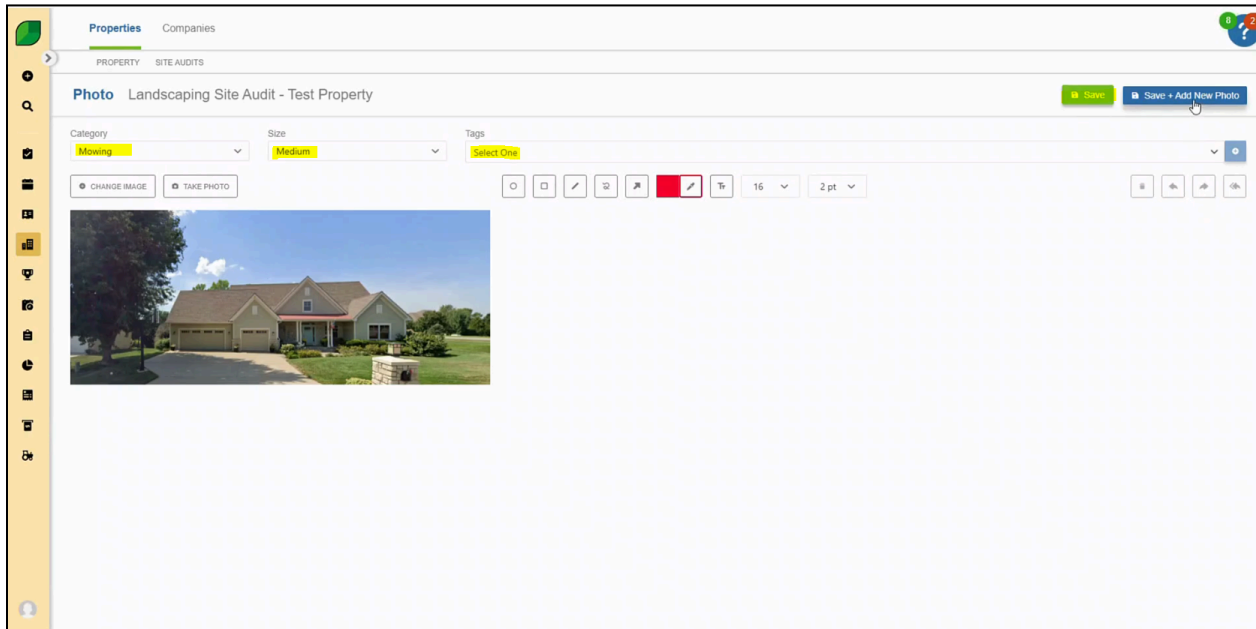 Properties Companies
8 2
?
PROPERTY SITE AUDITS
Photo Landscaping Site Audit - Test Property
Save Save + Add New Photo
Category Size Tags
Mowing Medium Select One
CHANGE IMAGE TAKE PHOTO Tr 16 2 pt